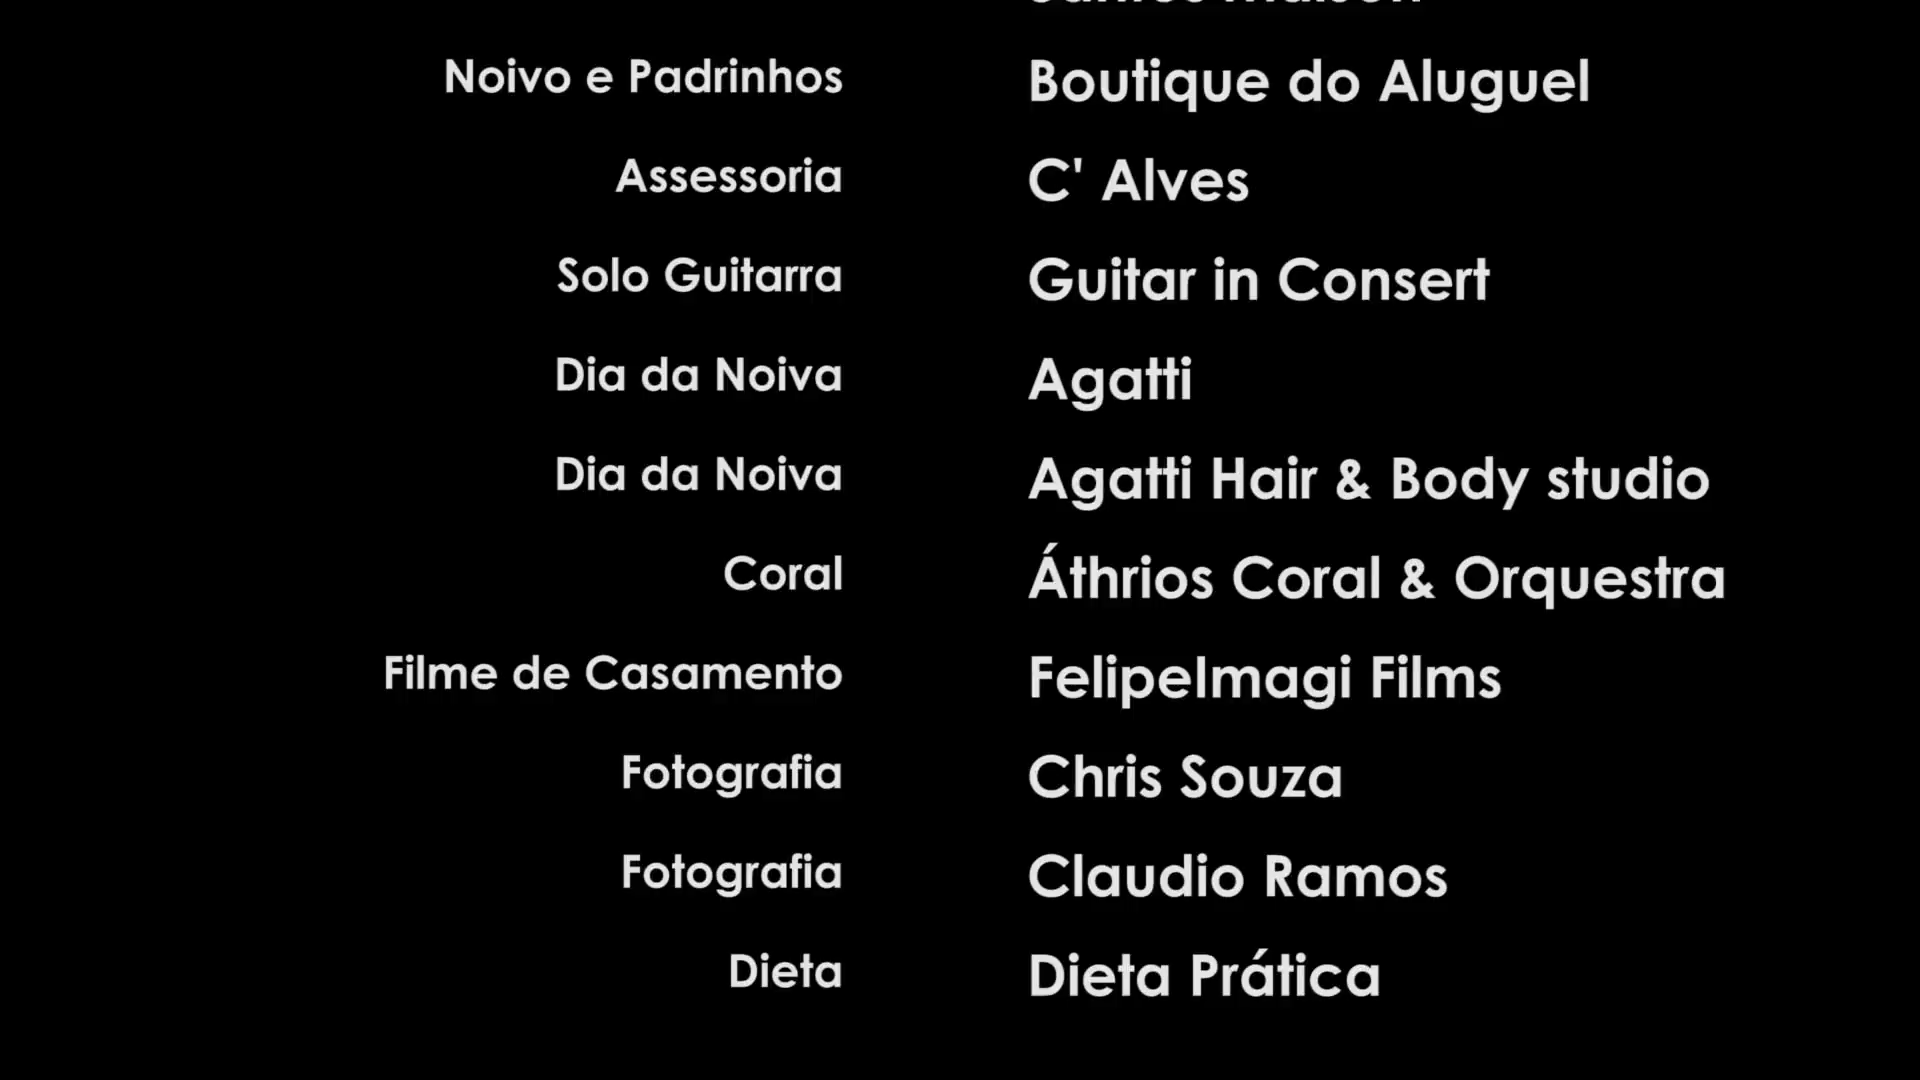 Noivo e Padrinhos Boutique do Aluguel
Assessoria C' Alves
Solo Guitarra Guitar in Consert
Dia da Noiva Agatti
Dia da Noiva Agatti Hair & Body studio
Coral Áthrios Coral & Orquestra
Filme de Casamento FelipeImagi Films
Fotografia Chris Souza
Fotografia Claudio Ramos
Dieta Dieta Prática